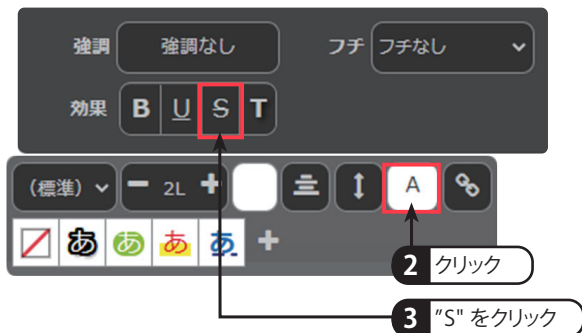 強調 強調なし フチ フチなし
効果 B U S T
(標準) 2L A
あ あ あ あ
2 クリック
3 "S" をクリック